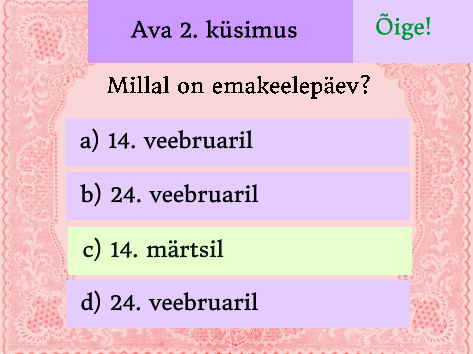 Ava 2. küsimus
Õige!
Millal on emakeelepäev?
a) 14. veebruaril
b) 24. veebruaril
c) 14. märtsil
d) 24. veebruaril